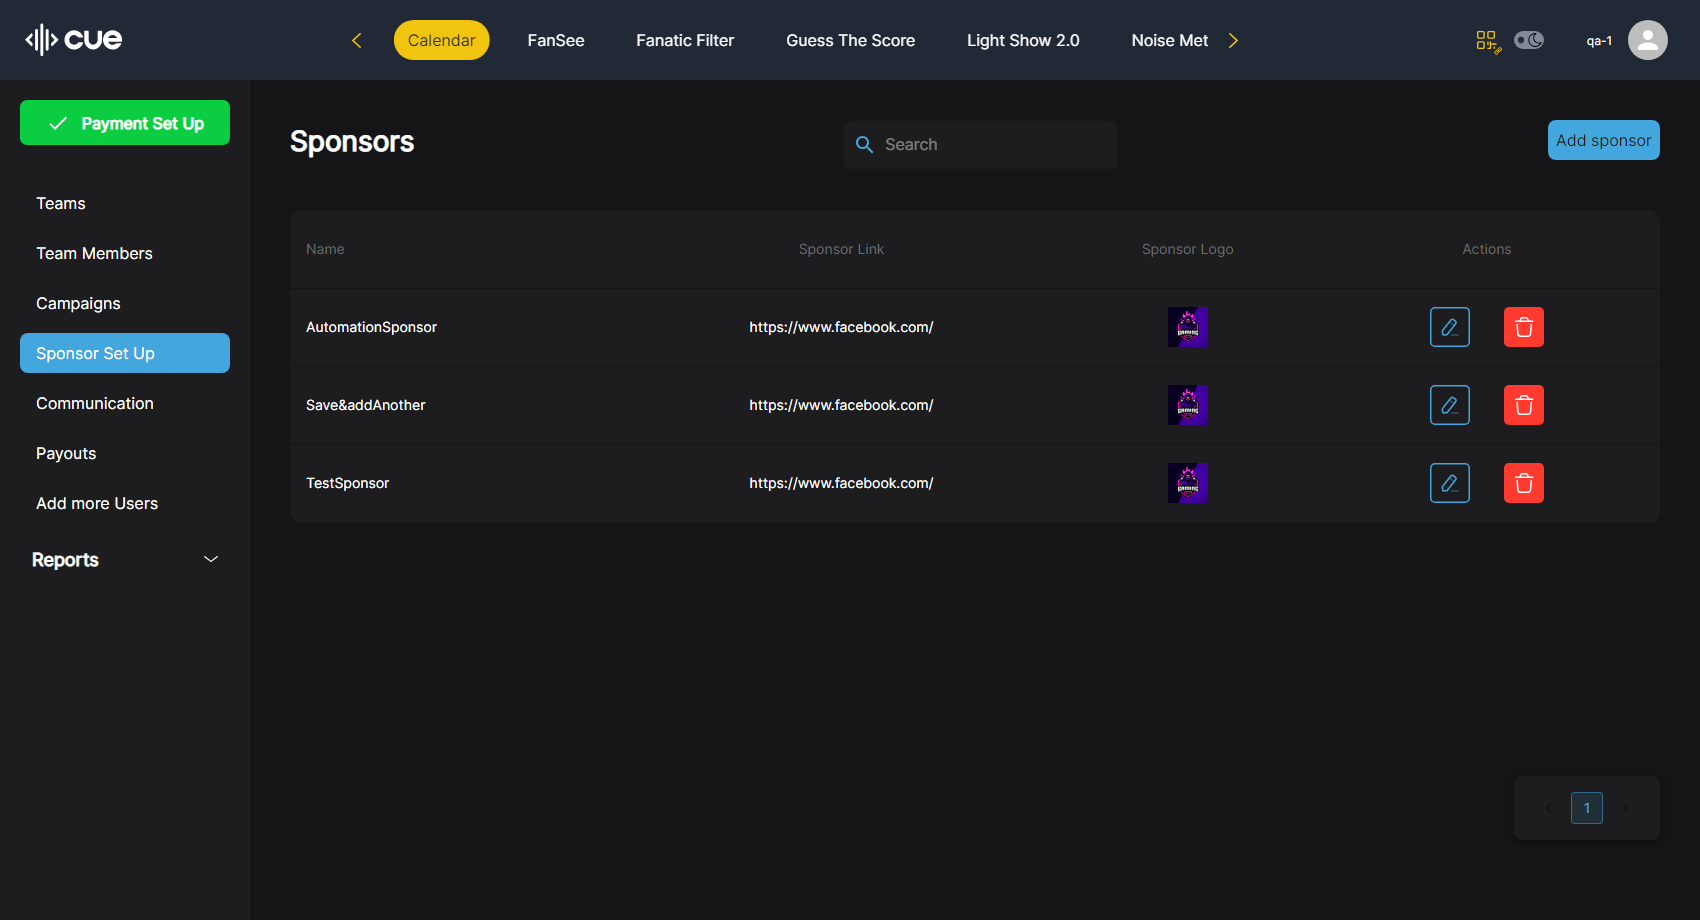 cue
Calendar
FanSee
Fanatic Filter
Guess The Score
Light Show 2.0
Noise Met
qa-1
Payment Set Up
Teams
Team Members
Campaigns
Sponsor Set Up
Communication
Payouts
Add more Users
Reports
Sponsors
Search
Add sponsor
Name Sponsor Link Sponsor Logo Actions
AutomationSponsor https://www.facebook.com/ GAMING
Save&addAnother https://www.facebook.com/ GAMING
TestSponsor https://www.facebook.com/ GAMING
1